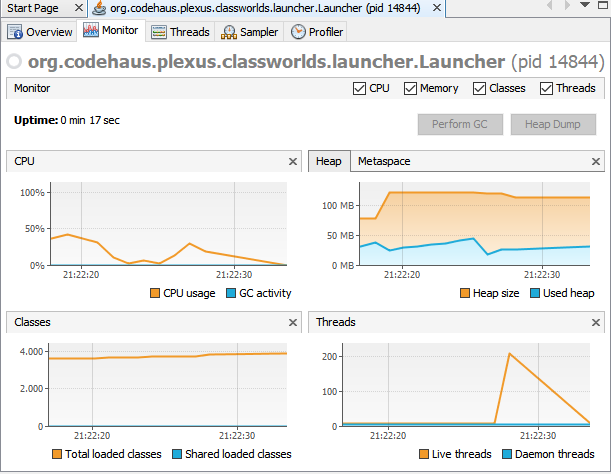 Start Page
org.codehaus.plexus.classworlds.launcher.Launcher (pid 14844)
Overview
Monitor
Threads
Sampler
Profiler
org.codehaus.plexus.classworlds.launcher.Launcher (pid 14844)
Monitor
CPU
Memory
Classes
Threads
Uptime: 0 min 17 sec
Perform GC
Heap Dump
CPU
100%
50%
0%
21:22:20
21:22:30
CPU usage
GC activity
Heap
Metaspace
100 MB
50 MB
0 MB
21:22:20
21:22:30
Heap size
Used heap
Classes
4.000
2.000
0
21:22:20
21:22:30
Total loaded classes
Shared loaded classes
Threads
200
100
0
21:22:20
21:22:30
Live threads
Daemon threads